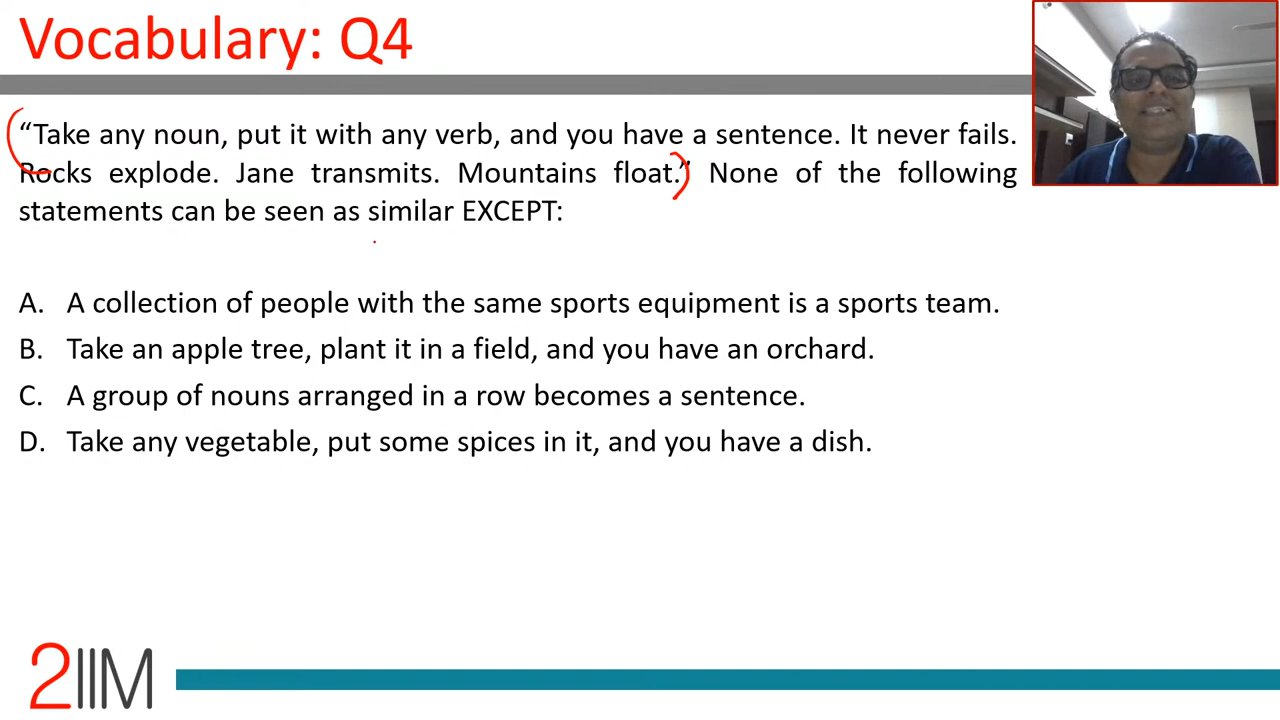 Vocabulary: Q4
“Take any noun, put it with any verb, and you have a sentence. It never fails.
Rocks explode. Jane transmits. Mountains float.” None of the following
statements can be seen as similar EXCEPT:
A. A collection of people with the same sports equipment is a sports team.
B. Take an apple tree, plant it in a field, and you have an orchard.
C. A group of nouns arranged in a row becomes a sentence.
D. Take any vegetable, put some spices in it, and you have a dish.
2IIM